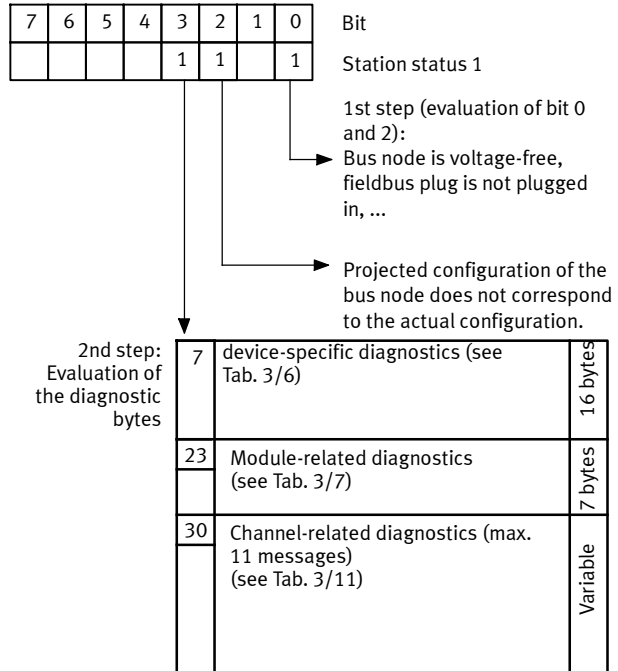 7 6 5 4 3 2 1 0 Bit
1 1 1 Station status 1
1st step (evaluation of bit 0
and 2):
Bus node is voltage-free,
fieldbus plug is not plugged
in, ...
Projected configuration of the
bus node does not correspond
to the actual configuration.
2nd step:
Evaluation of
the diagnostic
bytes
7 device-specific diagnostics (see
Tab. 3/6)
16 bytes
23 Module-related diagnostics
(see Tab. 3/7)
7 bytes
30 Channel-related diagnostics (max.
11 messages)
(see Tab. 3/11)
Variable